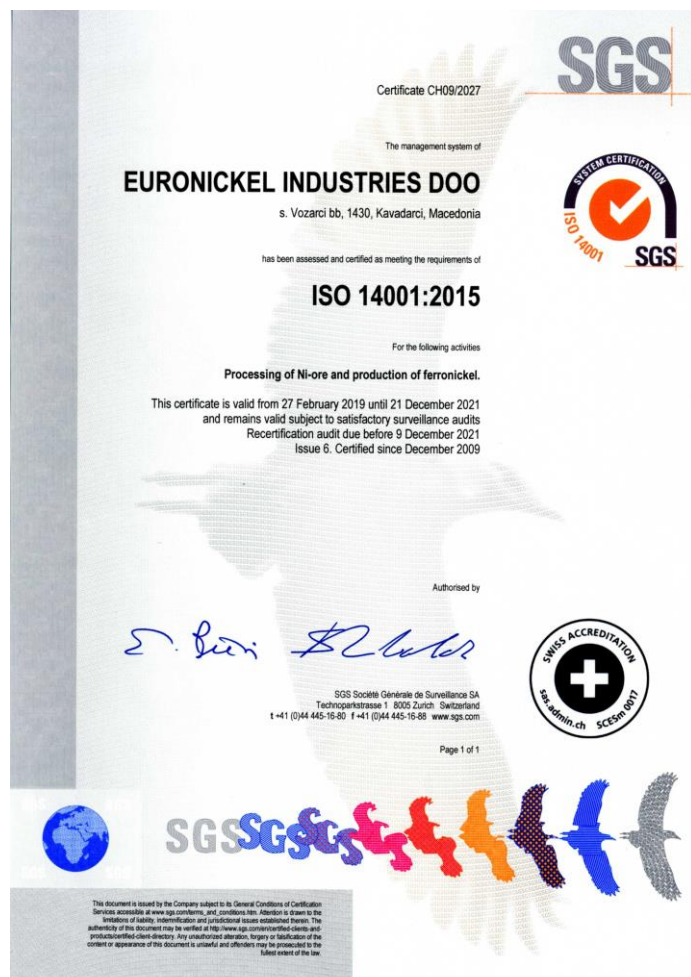 SGS
Certificate CH09/2027
The management system of
EURONICKEL INDUSTRIES DOO
s. Vozarci bb, 1430, Kavadarci, Macedonia
has been assessed and certified as meeting the requirements of
ISO 14001:2015
For the following activities
Processing of Ni-ore and production of ferronickel.
This certificate is valid from 27 February 2019 until 21 December 2021
and remains valid subject to satisfactory surveillance audits
Recertification audit due before 9 December 2021
Issue 6. Certified since December 2009
SYSTEM CERTIFICATION
ISO 14001
SGS
Authorised by
SGS Société Générale de Surveillance SA
Technoparkstrasse 1 8005 Zurich Switzerland
t +41 (0)44 445-16-80 f +41 (0)44 445-16-88 www.sgs.com
Page 1 of 1
SWISS ACCREDITATION
sas.admin.ch SCESm 0017
SGS SGS
This document is issued by the Company subject to its General Conditions of Certification
Services accessible at www.sgs.com/terms_and_conditions.htm. Attention is drawn to the
limitations of liability, indemnification and jurisdictional issues established therein. The
authenticity of this document may be verified at http://www.sgs.com/en/certified-clients-and-
products/certified-client-directory. Any unauthorized alteration, forgery or falsification of the
content or appearance of this document is unlawful and offenders may be prosecuted to the
fullest extent of the law.